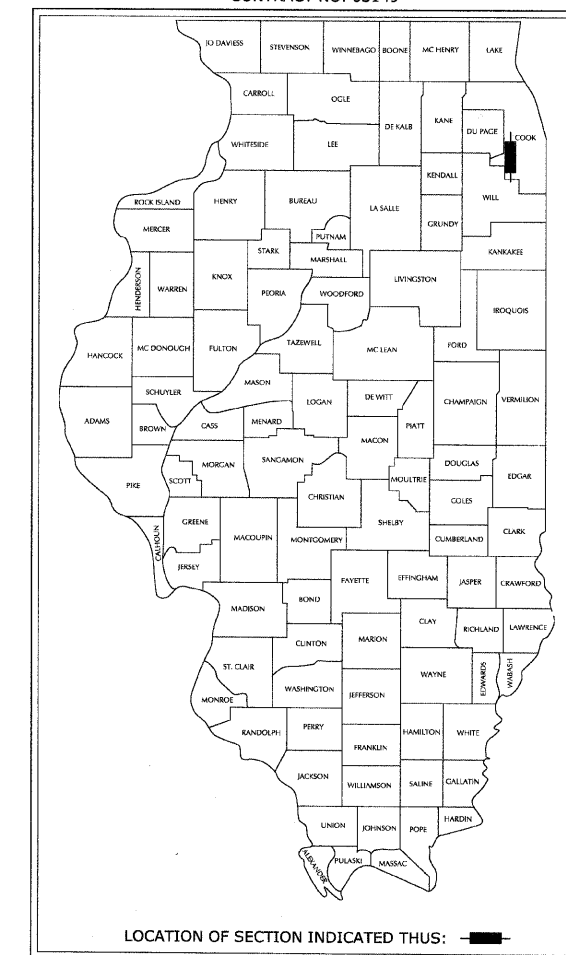 JO DAVIESS
STEVENSON
WINNEBAGO
BOONE
MC HENRY
LAKE
CARROLL
OGLE
DE KALB
KANE
DU PAGE
COOK
WHITESIDE
LEE
KENDALL
WILL
ROCK ISLAND
HENRY
BUREAU
LA SALLE
GRUNDY
MERCER
PUTNAM
STARK
MARSHALL
KANKAKEE
HENDERSON
WARREN
KNOX
PEORIA
WOODFORD
LIVINGSTON
IROQUOIS
HANCOCK
MC DONOUGH
FULTON
TAZEWELL
MC LEAN
FORD
MASON
SCHUYLER
LOGAN
DE WITT
CHAMPAIGN
VERMILION
ADAMS
BROWN
CASS
MENARD
MACON
PIATT
PIKE
SCOTT
MORGAN
SANGAMON
CHRISTIAN
MOULTRIE
DOUGLAS
EDGAR
COLES
CALHOUN
GREENE
MACOUPIN
MONTGOMERY
SHELBY
CUMBERLAND
CLARK
JERSEY
FAYETTE
EFFINGHAM
JASPER
CRAWFORD
MADISON
BOND
CLAY
RICHLAND
LAWRENCE
CLINTON
MARION
ST. CLAIR
WAYNE
EDWARDS
WABASH
WASHINGTON
JEFFERSON
MONROE
RANDOLPH
PERRY
HAMILTON
WHITE
FRANKLIN
JACKSON
WILLIAMSON
SALINE
GALLATIN
UNION
JOHNSON
POPE
HARDIN
ALEXANDER
PULASKI
MASSAC
LOCATION OF SECTION INDICATED THUS: